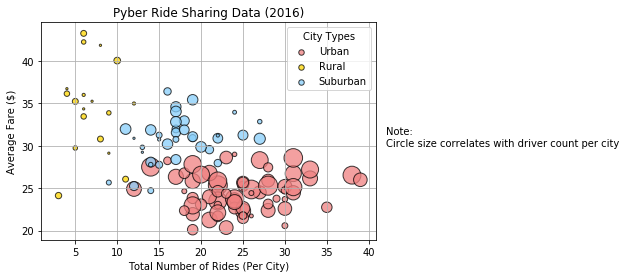 Pyber Ride Sharing Data (2016)
City Types
Urban
Rural
Suburban
40
35
30
25
20
Average Fare ($)
5
10
15
20
25
30
35
40
Total Number of Rides (Per City)
Note:
Circle size correlates with driver count per city